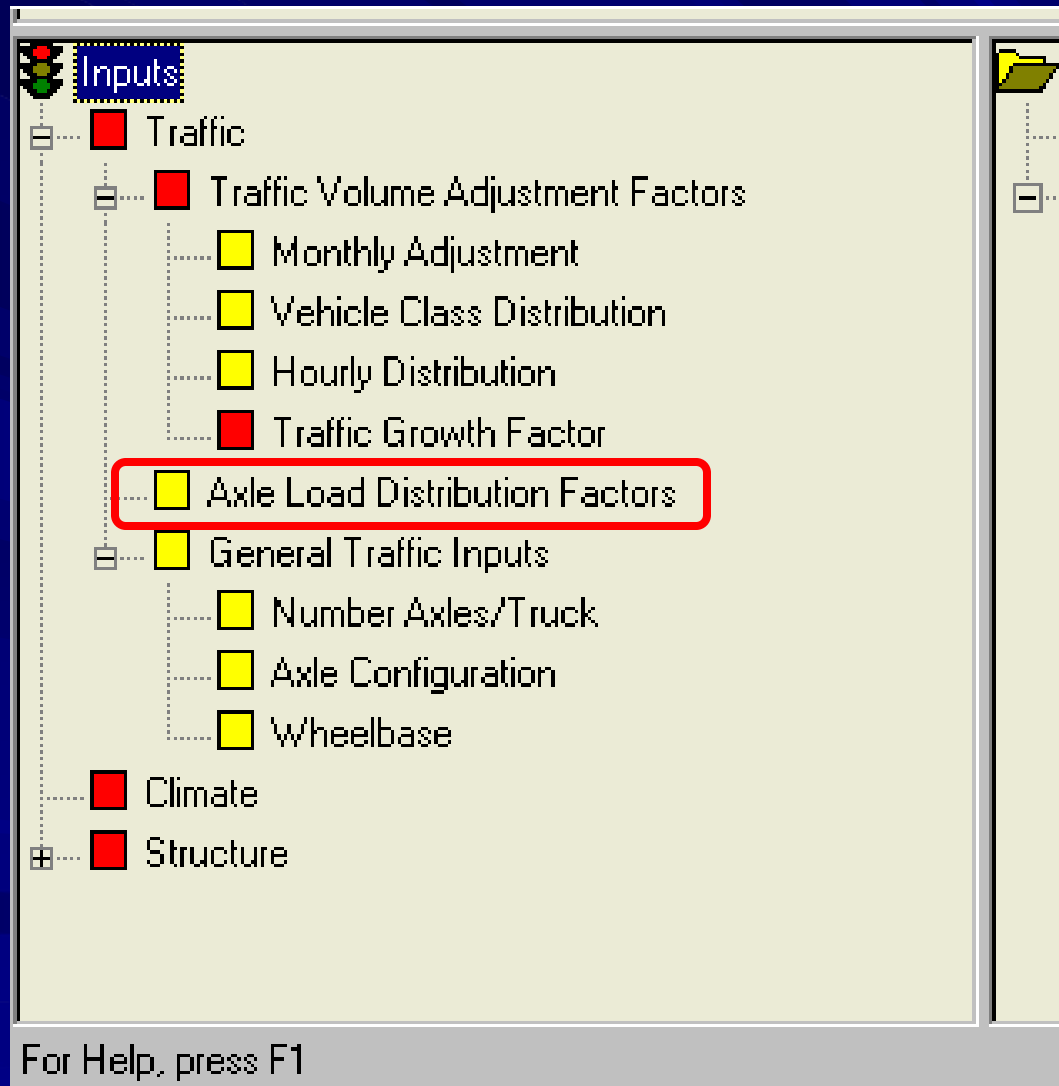 Inputs
Traffic
Traffic Volume Adjustment Factors
Monthly Adjustment
Vehicle Class Distribution
Hourly Distribution
Traffic Growth Factor
Axle Load Distribution Factors
General Traffic Inputs
Number Axles/Truck
Axle Configuration
Wheelbase
Climate
Structure
For Help, press F1